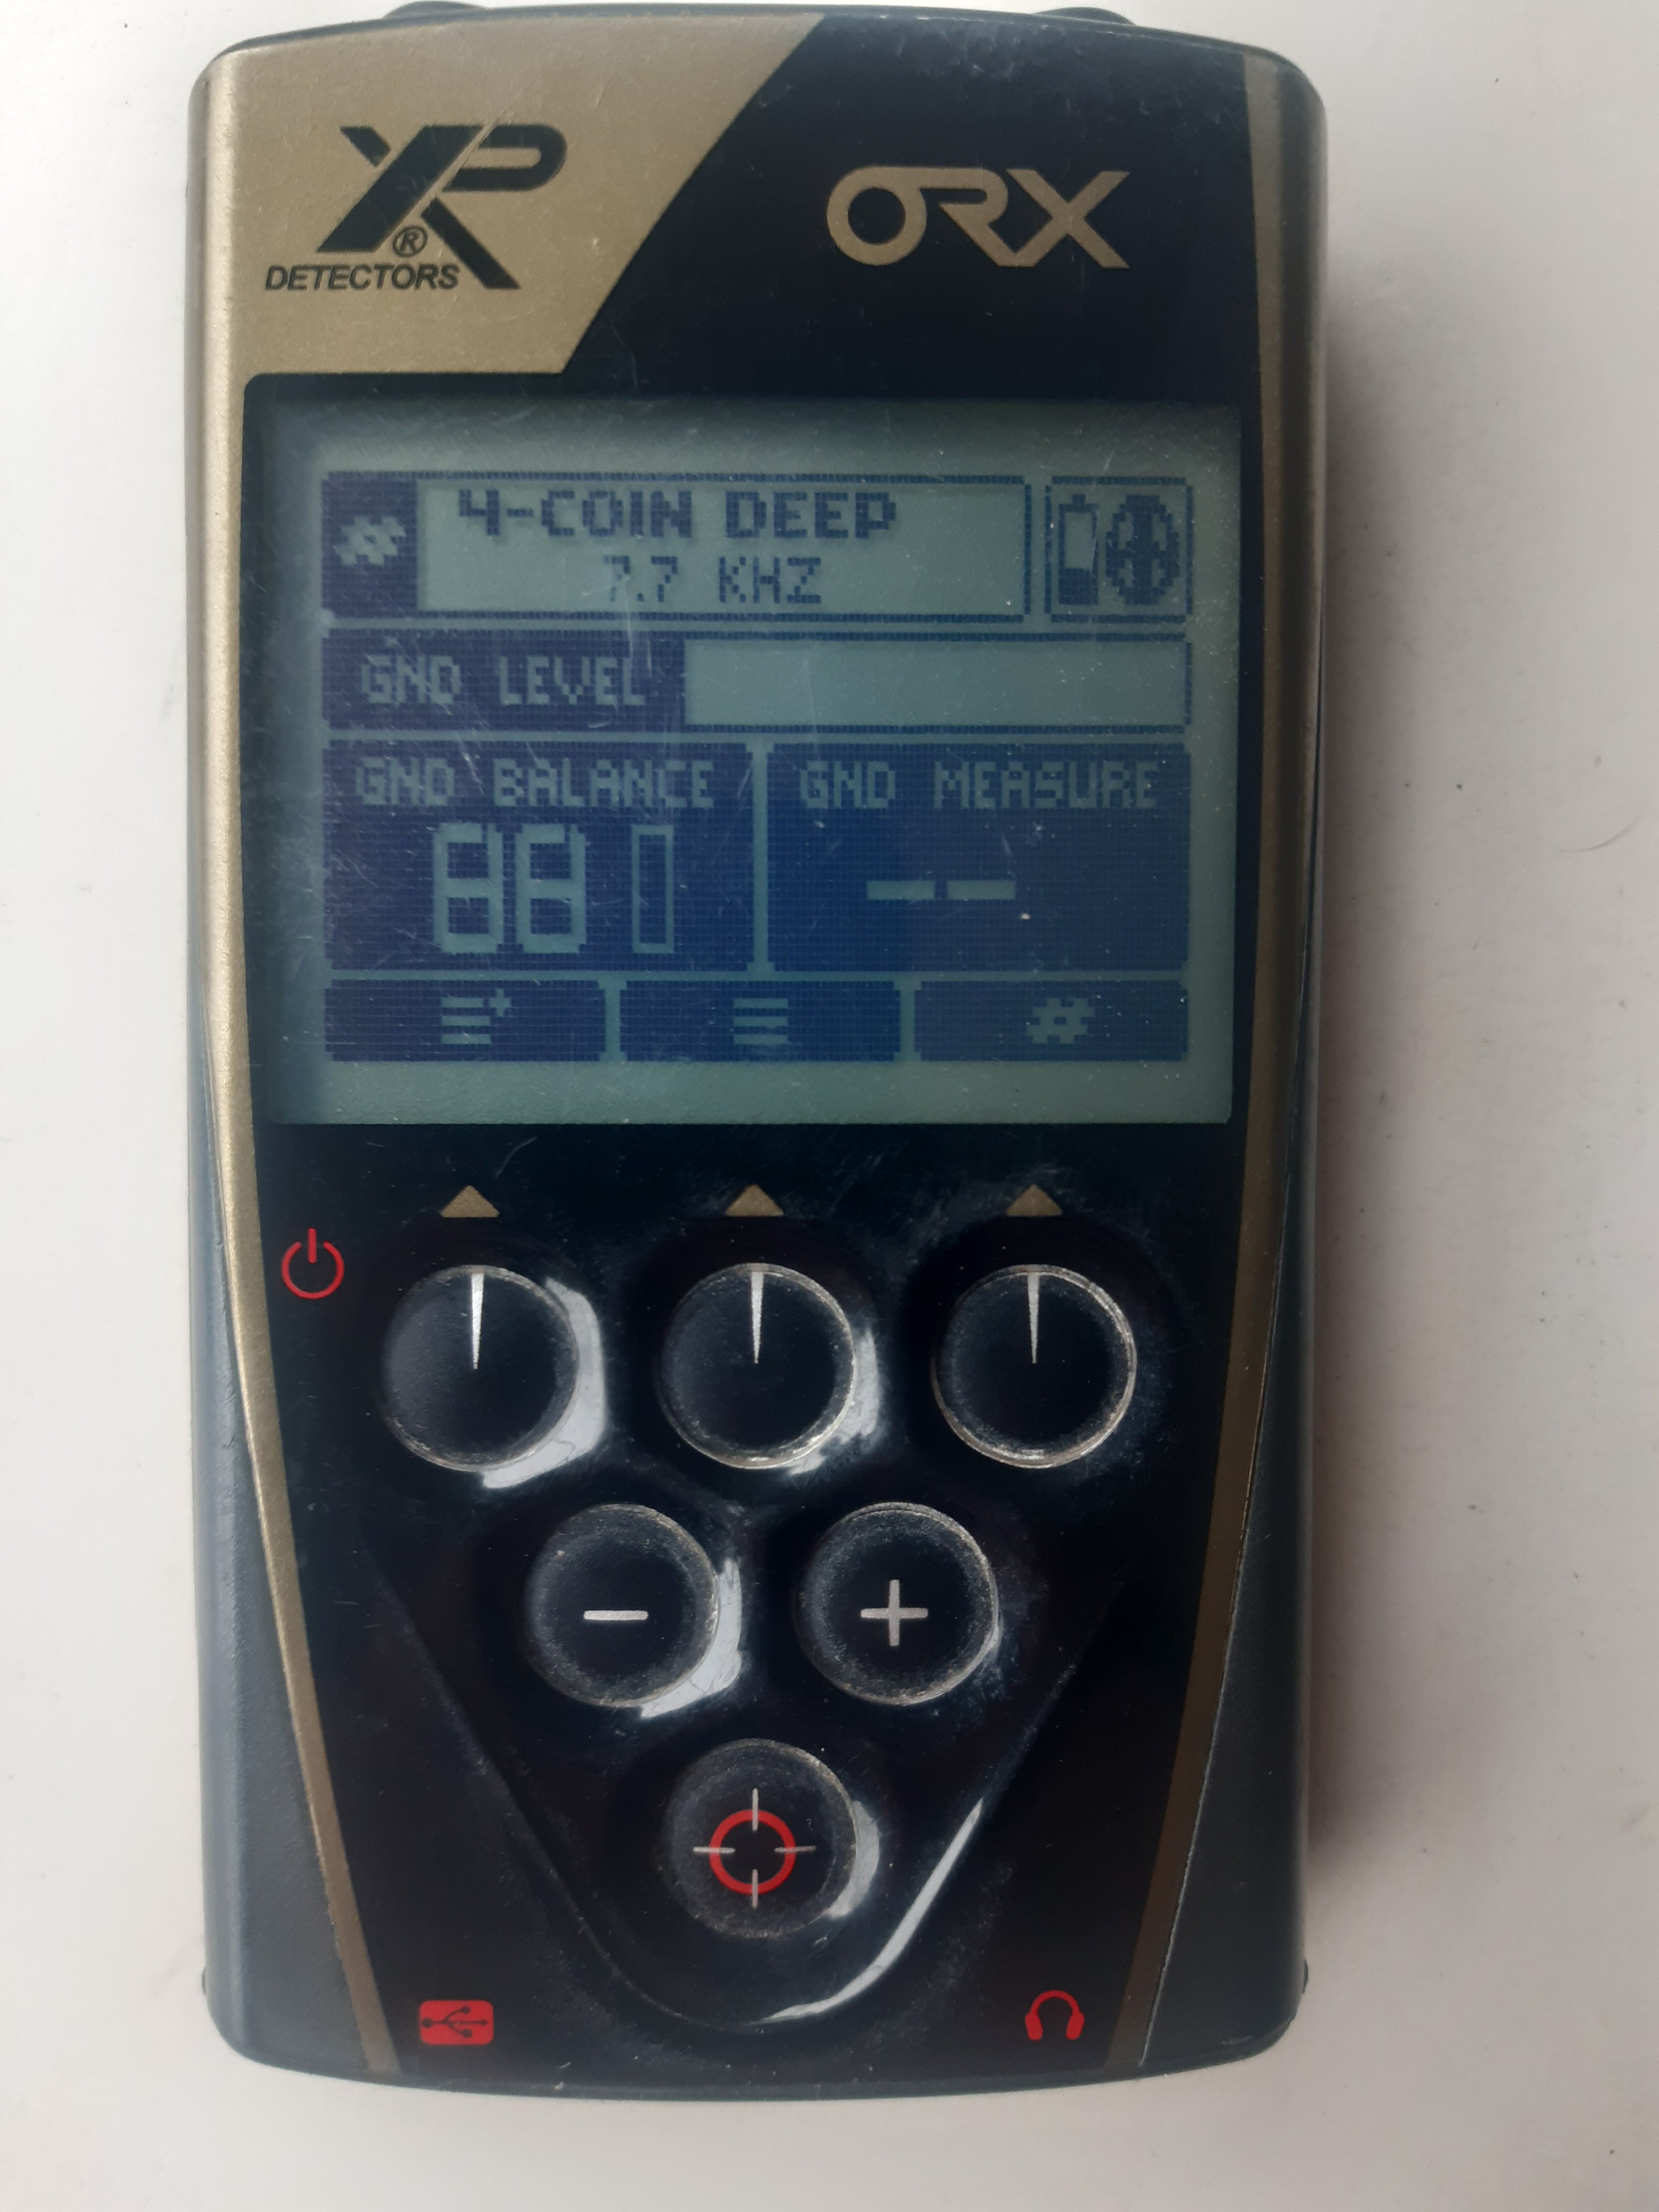 XP
®
DETECTORS
ORX
4-COIN DEEP
7.7 KHZ
GND LEVEL
GND BALANCE
GND MEASURE
88
--
#
- +